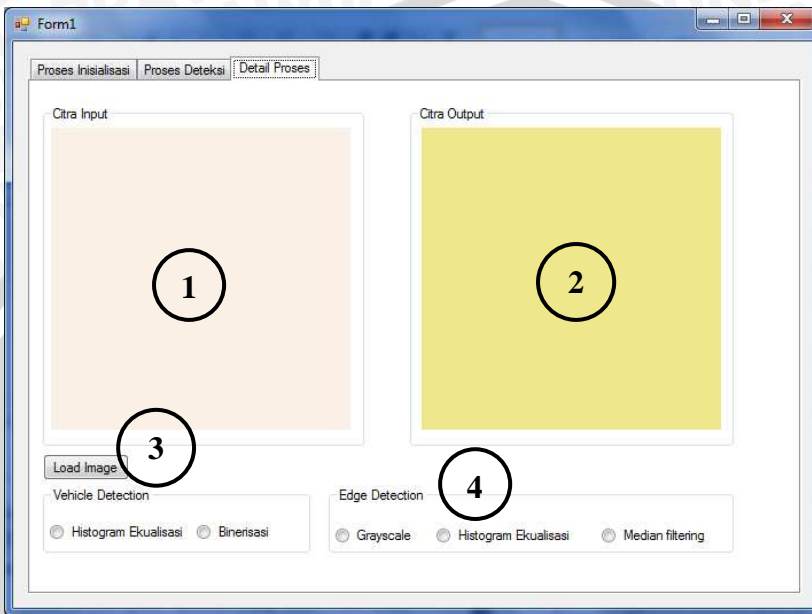 Form1
Proses Inisialisasi Proses Deteksi Detail Proses
Citra Input Citra Output
1 2
3
Load Image
4
Vehicle Detection Edge Detection
Histogram Ekualisasi Binerisasi Grayscale Histogram Ekualisasi Median filtering